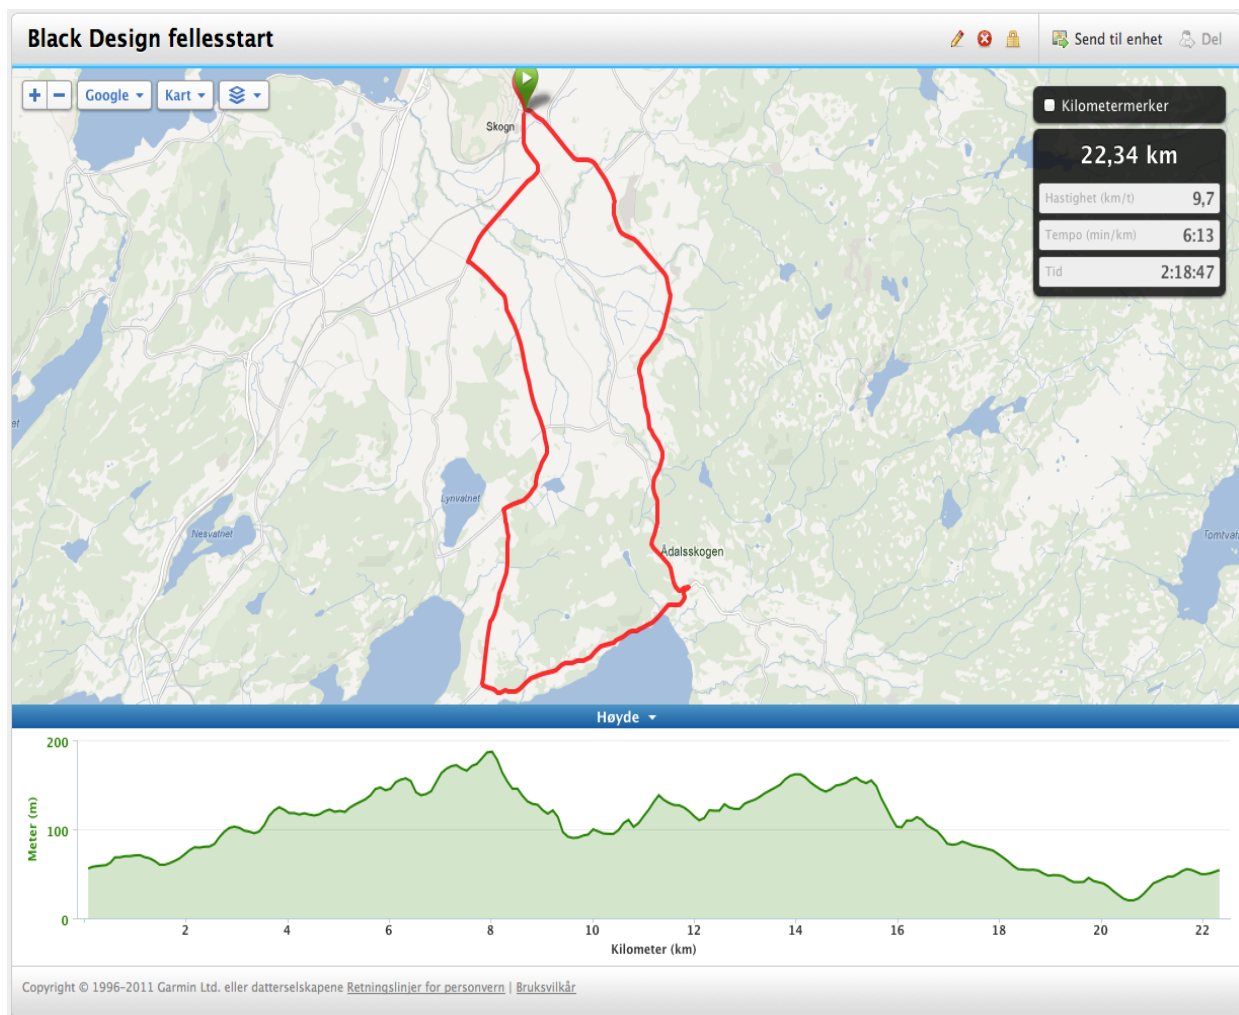 Black Design fellesstart
Send til enhet
Del
+ −
Google
Kart
Kilometermerker
22,34 km
Hastighet (km/t) 9,7
Tempo (min/km) 6:13
Tid 2:18:47
Skogn
Lynvatnet
Nesvatnet
Ådalsskogen
Høyde
200
100
0
Meter (m)
2 4 6 8 10 12 14 16 18 20 22
Kilometer (km)
Copyright © 1996-2011 Garmin Ltd. eller datterselskapene Retningslinjer for personvern | Bruksvilkår